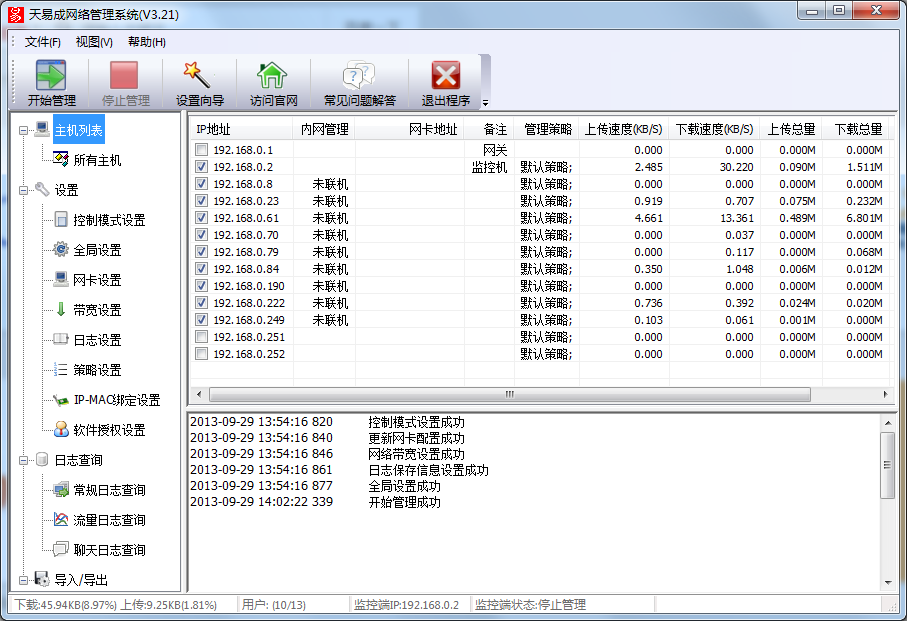 天易成网络管理系统(V3.21)
文件(F) 视图(V) 帮助(H)
开始管理 停止管理 设置向导 访问官网 常见问题解答 退出程序
主机列表
所有主机
设置
控制模式设置
全局设置
网卡设置
带宽设置
日志设置
策略设置
IP-MAC绑定设置
软件授权设置
日志查询
常规日志查询
流量日志查询
聊天日志查询
导入/导出
IP地址 内网管理 网卡地址 备注 管理策略 上传速度(KB/S) 下载速度(KB/S) 上传总量 下载总量
192.168.0.1 网关 0.000 0.000 0.000M 0.000M
192.168.0.2 监控机 默认策略; 2.485 30.220 0.090M 1.511M
192.168.0.8 未联机 默认策略; 0.000 0.000 0.000M 0.000M
192.168.0.23 未联机 默认策略; 0.919 0.707 0.075M 0.232M
192.168.0.61 未联机 默认策略; 4.661 13.361 0.489M 6.801M
192.168.0.70 未联机 默认策略; 0.000 0.037 0.000M 0.000M
192.168.0.79 未联机 默认策略; 0.000 0.117 0.000M 0.068M
192.168.0.84 未联机 默认策略; 0.350 1.048 0.006M 0.012M
192.168.0.190 未联机 默认策略; 0.000 0.000 0.000M 0.000M
192.168.0.222 未联机 默认策略; 0.736 0.392 0.024M 0.020M
192.168.0.249 未联机 默认策略; 0.103 0.061 0.001M 0.000M
192.168.0.251 默认策略; 0.000 0.000 0.000M 0.000M
192.168.0.252 默认策略; 0.000 0.000 0.000M 0.000M
2013-09-29 13:54:16 820 控制模式设置成功
2013-09-29 13:54:16 840 更新网卡配置成功
2013-09-29 13:54:16 846 网络带宽设置成功
2013-09-29 13:54:16 861 日志保存信息设置成功
2013-09-29 13:54:16 877 全局设置成功
2013-09-29 14:02:22 339 开始管理成功
下载:45.94KB(8.97%) 上传:9.25KB(1.81%) 用户: (10/13) 监控端IP:192.168.0.2 监控端状态:停止管理